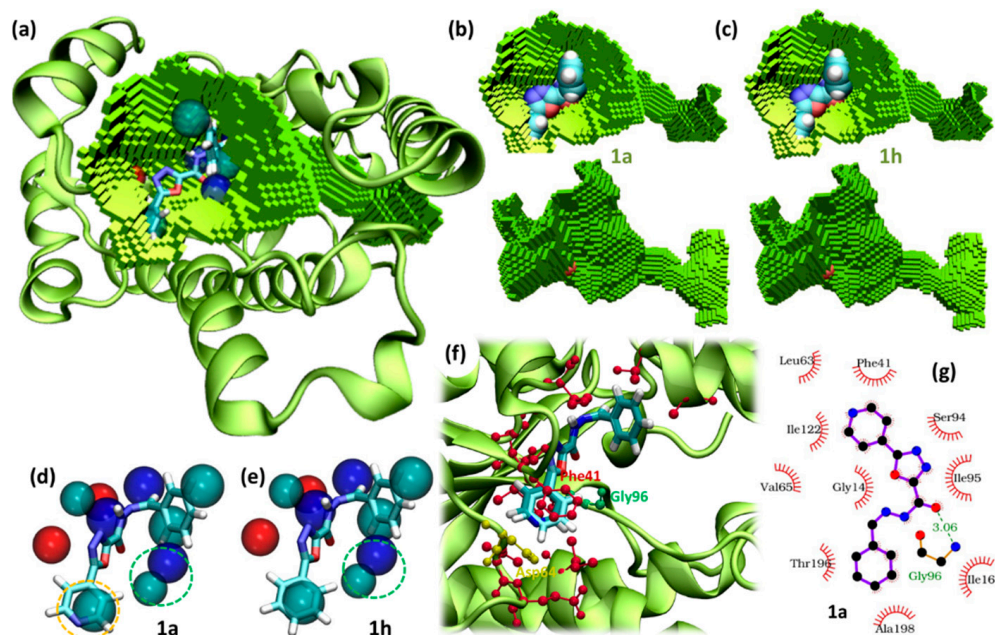 (a)
(b)
1a
(c)
1h
(d)
1a
(e)
1h
(f)
Phe41
Gly96
Asp64
(g)
Leu63
Phe41
Ile122
Ser94
Val65
Gly14
Ile95
3.06
Thr196
Gly96
Ile16
1a
Ala198